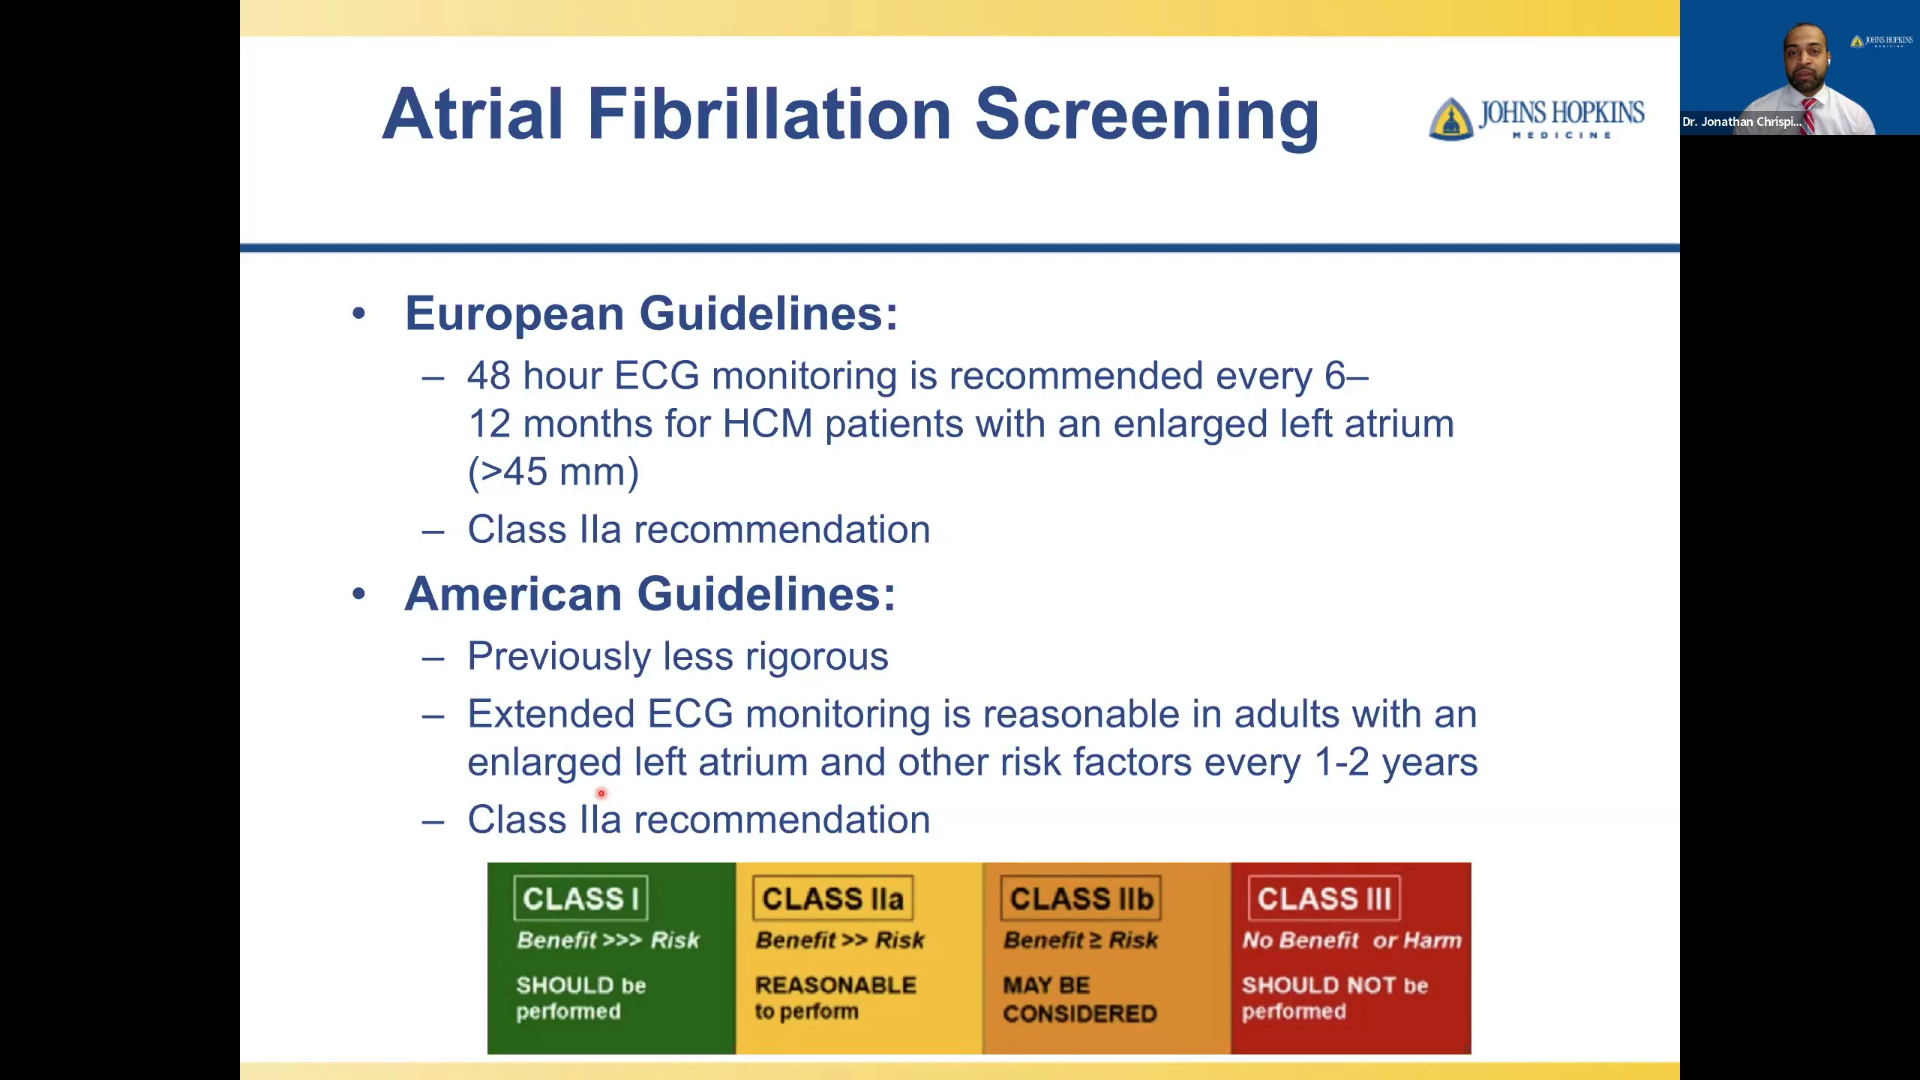 Atrial Fibrillation Screening
JOHNS HOPKINS
MEDICINE
JOHNS HOPKINS
MEDICINE
Dr. Jonathan Chrispi...
• European Guidelines:
– 48 hour ECG monitoring is recommended every 6–
12 months for HCM patients with an enlarged left atrium
(>45 mm)
– Class IIa recommendation
• American Guidelines:
– Previously less rigorous
– Extended ECG monitoring is reasonable in adults with an
enlarged left atrium and other risk factors every 1-2 years
– Class IIa recommendation
CLASS I
Benefit >>> Risk
SHOULD be
performed
CLASS IIa
Benefit >> Risk
REASONABLE
to perform
CLASS IIb
Benefit ≥ Risk
MAY BE
CONSIDERED
CLASS III
No Benefit or Harm
SHOULD NOT be
performed